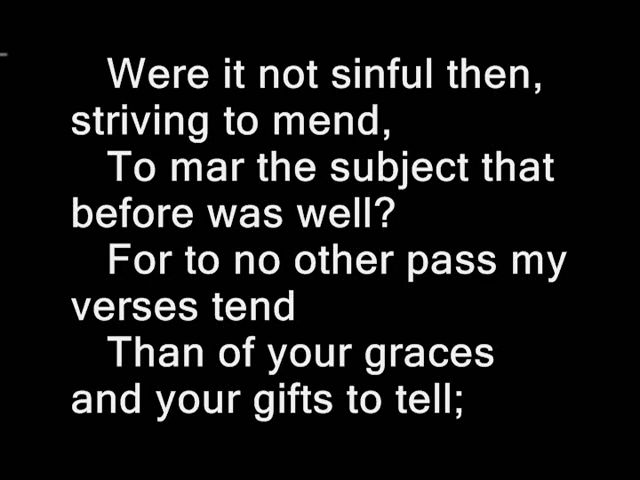 Were it not sinful then,
striving to mend,
To mar the subject that
before was well?
For to no other pass my
verses tend
Than of your graces
and your gifts to tell;